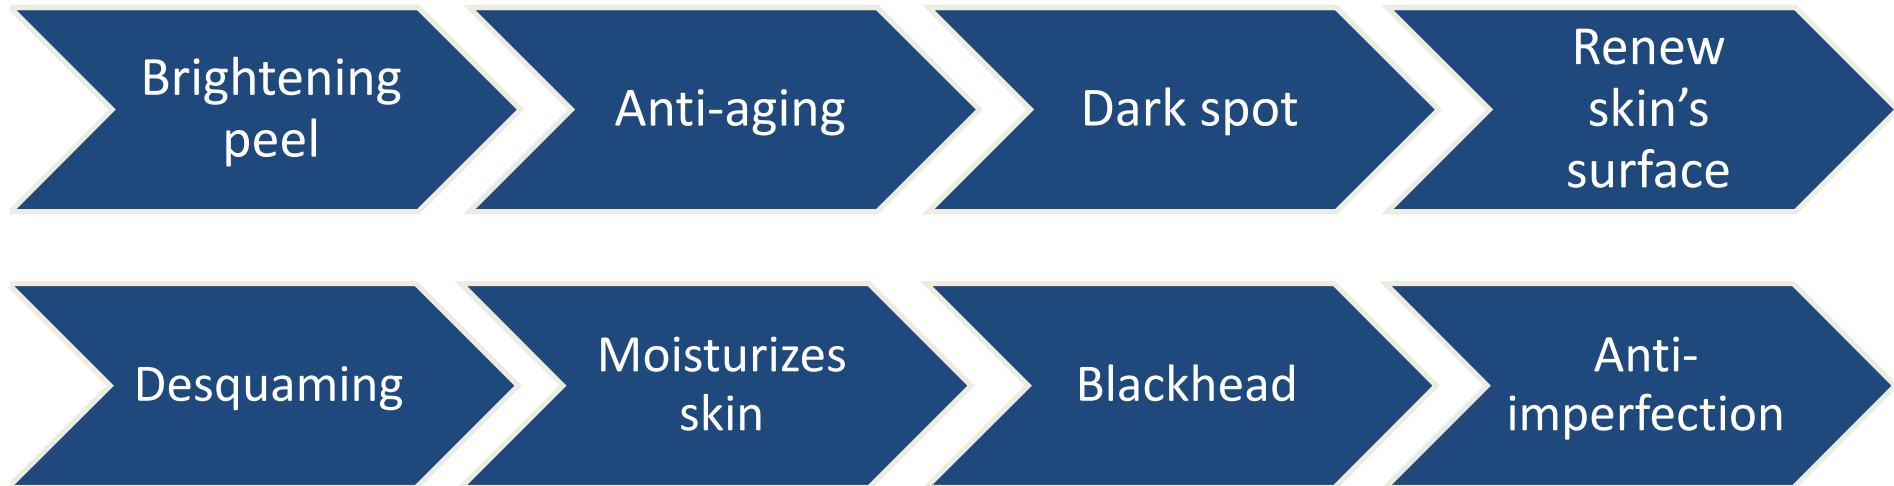 Brightening
peel
Anti-aging
Dark spot
Renew
skin’s
surface
Desquaming
Moisturizes
skin
Blackhead
Anti-
imperfection